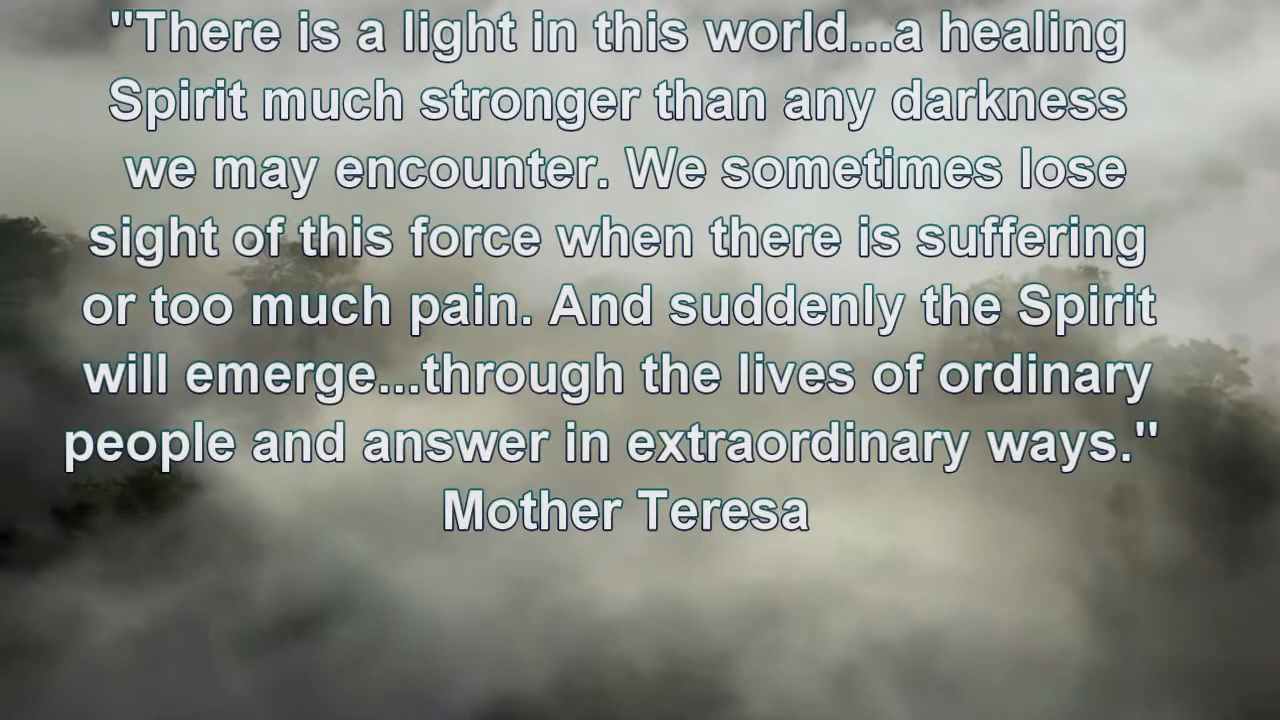 "There is a light in this world...a healing
Spirit much stronger than any darkness
we may encounter. We sometimes lose
sight of this force when there is suffering
or too much pain. And suddenly the Spirit
will emerge...through the lives of ordinary
people and answer in extraordinary ways."
Mother Teresa